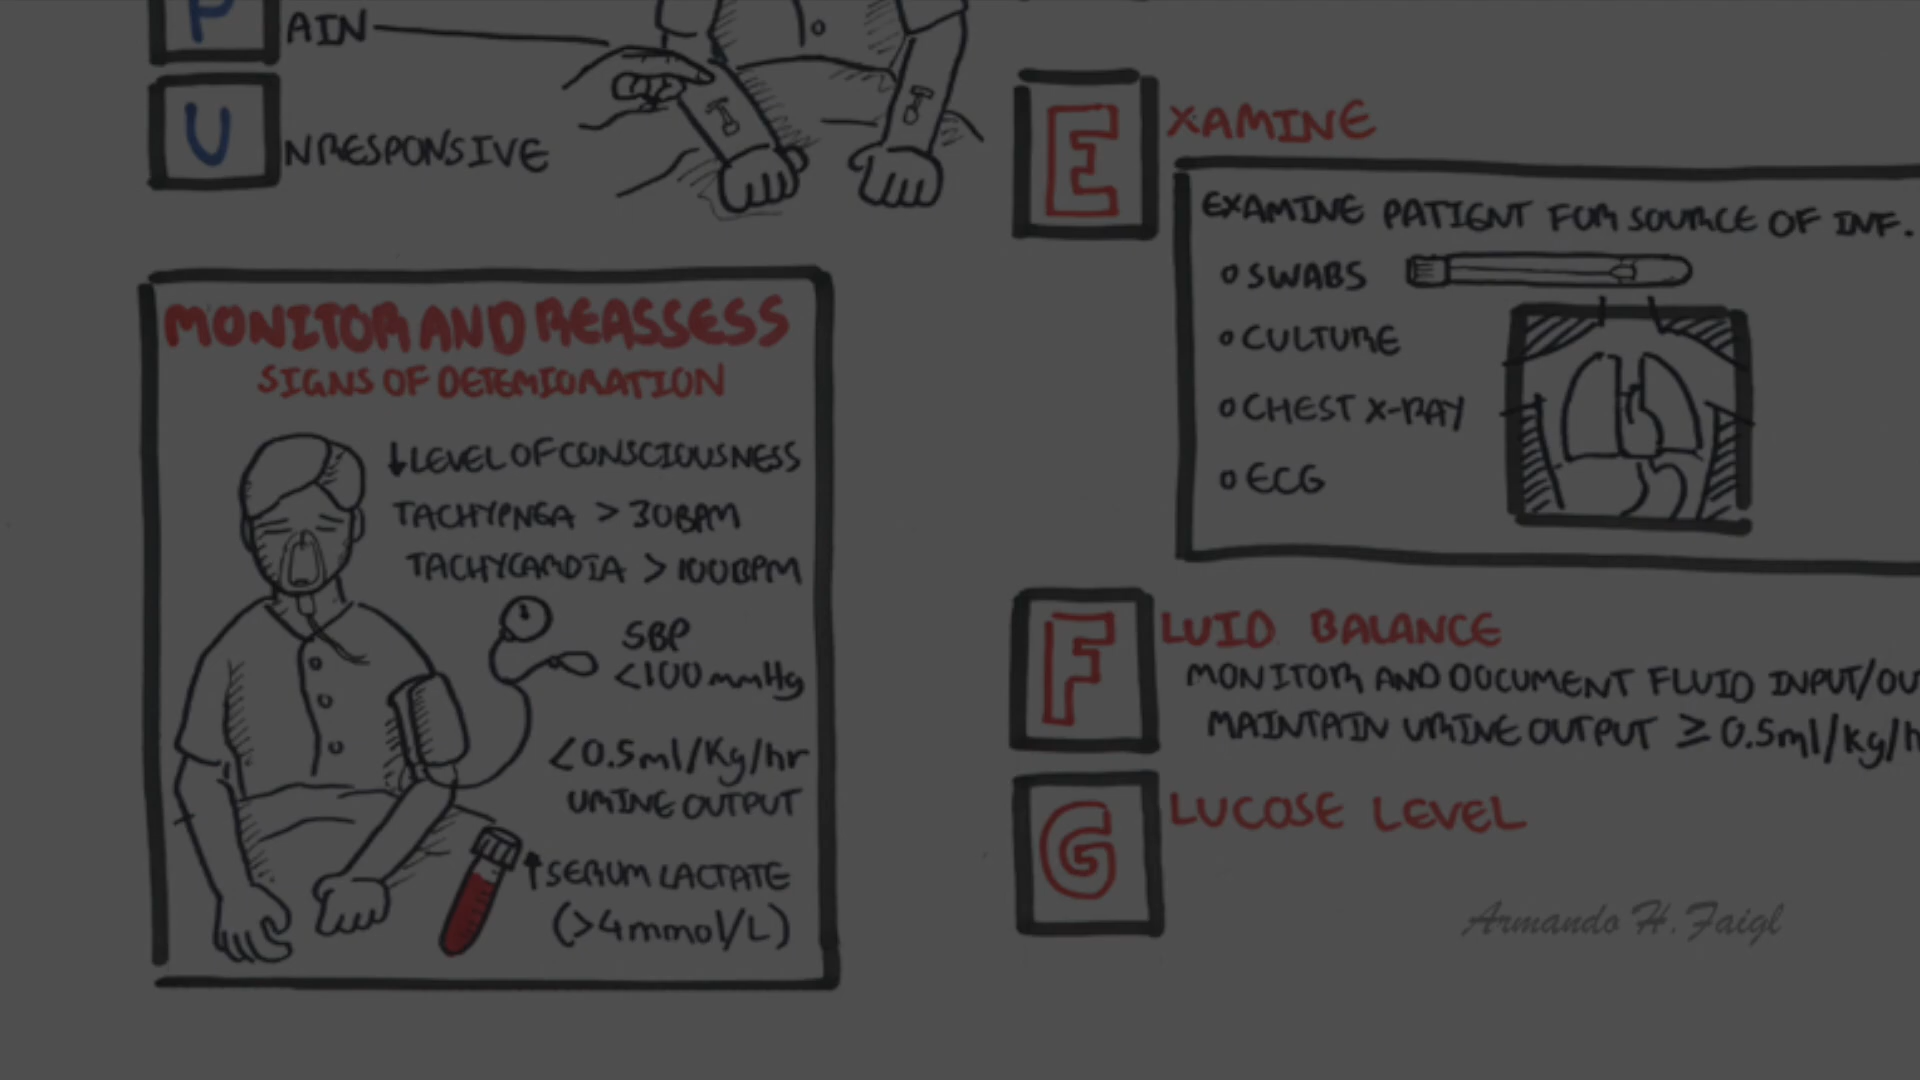 P AIN
U NRESPONSIVE
MONITOR AND REASSESS
SIGNS OF DETERIORATION
↓ LEVEL OF CONSCIOUSNESS
TACHYPNEA > 30BPM
TACHYCARDIA > 100BPM
SBP
<100 mmHg
<0.5ml/Kg/hr
URINE OUTPUT
↑ SERUM LACTATE
(>4mmol/L)
E XAMINE
EXAMINE PATIENT FOR SOURCE OF INF.
• SWABS
• CULTURE
• CHEST X-RAY
• ECG
F LUID BALANCE
MONITOR AND DOCUMENT FLUID INPUT/OU
MAINTAIN URINE OUTPUT ≥ 0.5ml/kg/h
G LUCOSE LEVEL
Armando H. Faigl